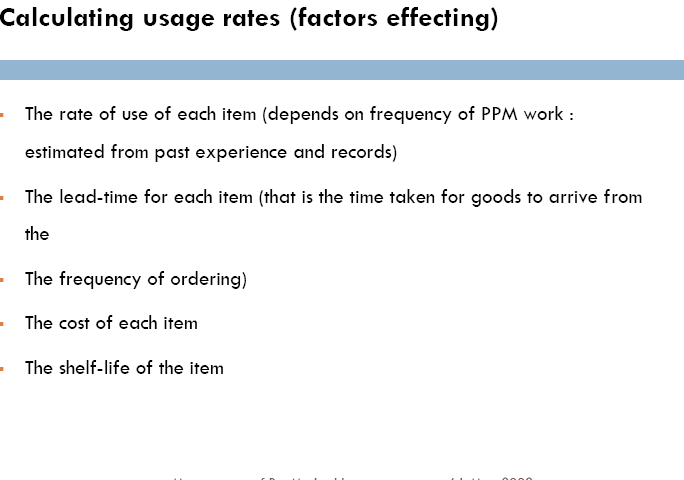 Calculating usage rates (factors effecting)
The rate of use of each item (depends on frequency of PPM work :
estimated from past experience and records)
The lead-time for each item (that is the time taken for goods to arrive from
the
The frequency of ordering)
The cost of each item
The shelf-life of the item